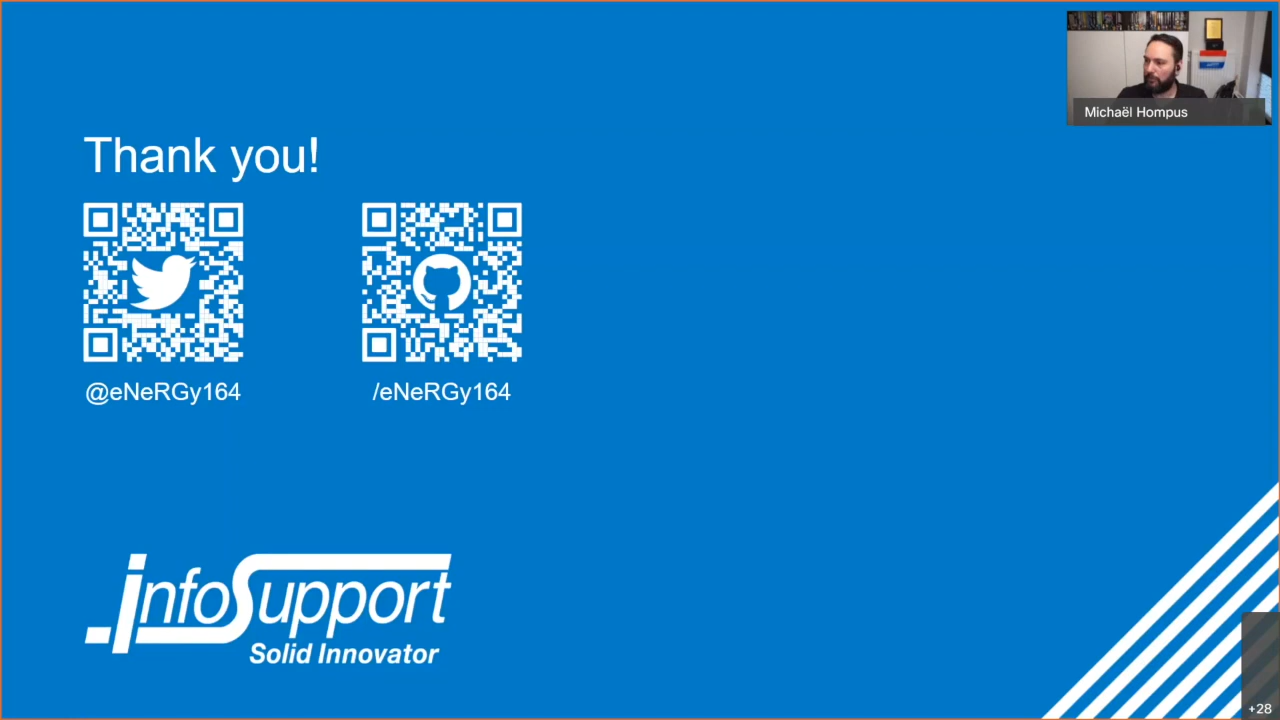 Michaël Hompus
Thank you!
@eNeRGy164
/eNeRGy164
infoSupport
Solid Innovator
+28